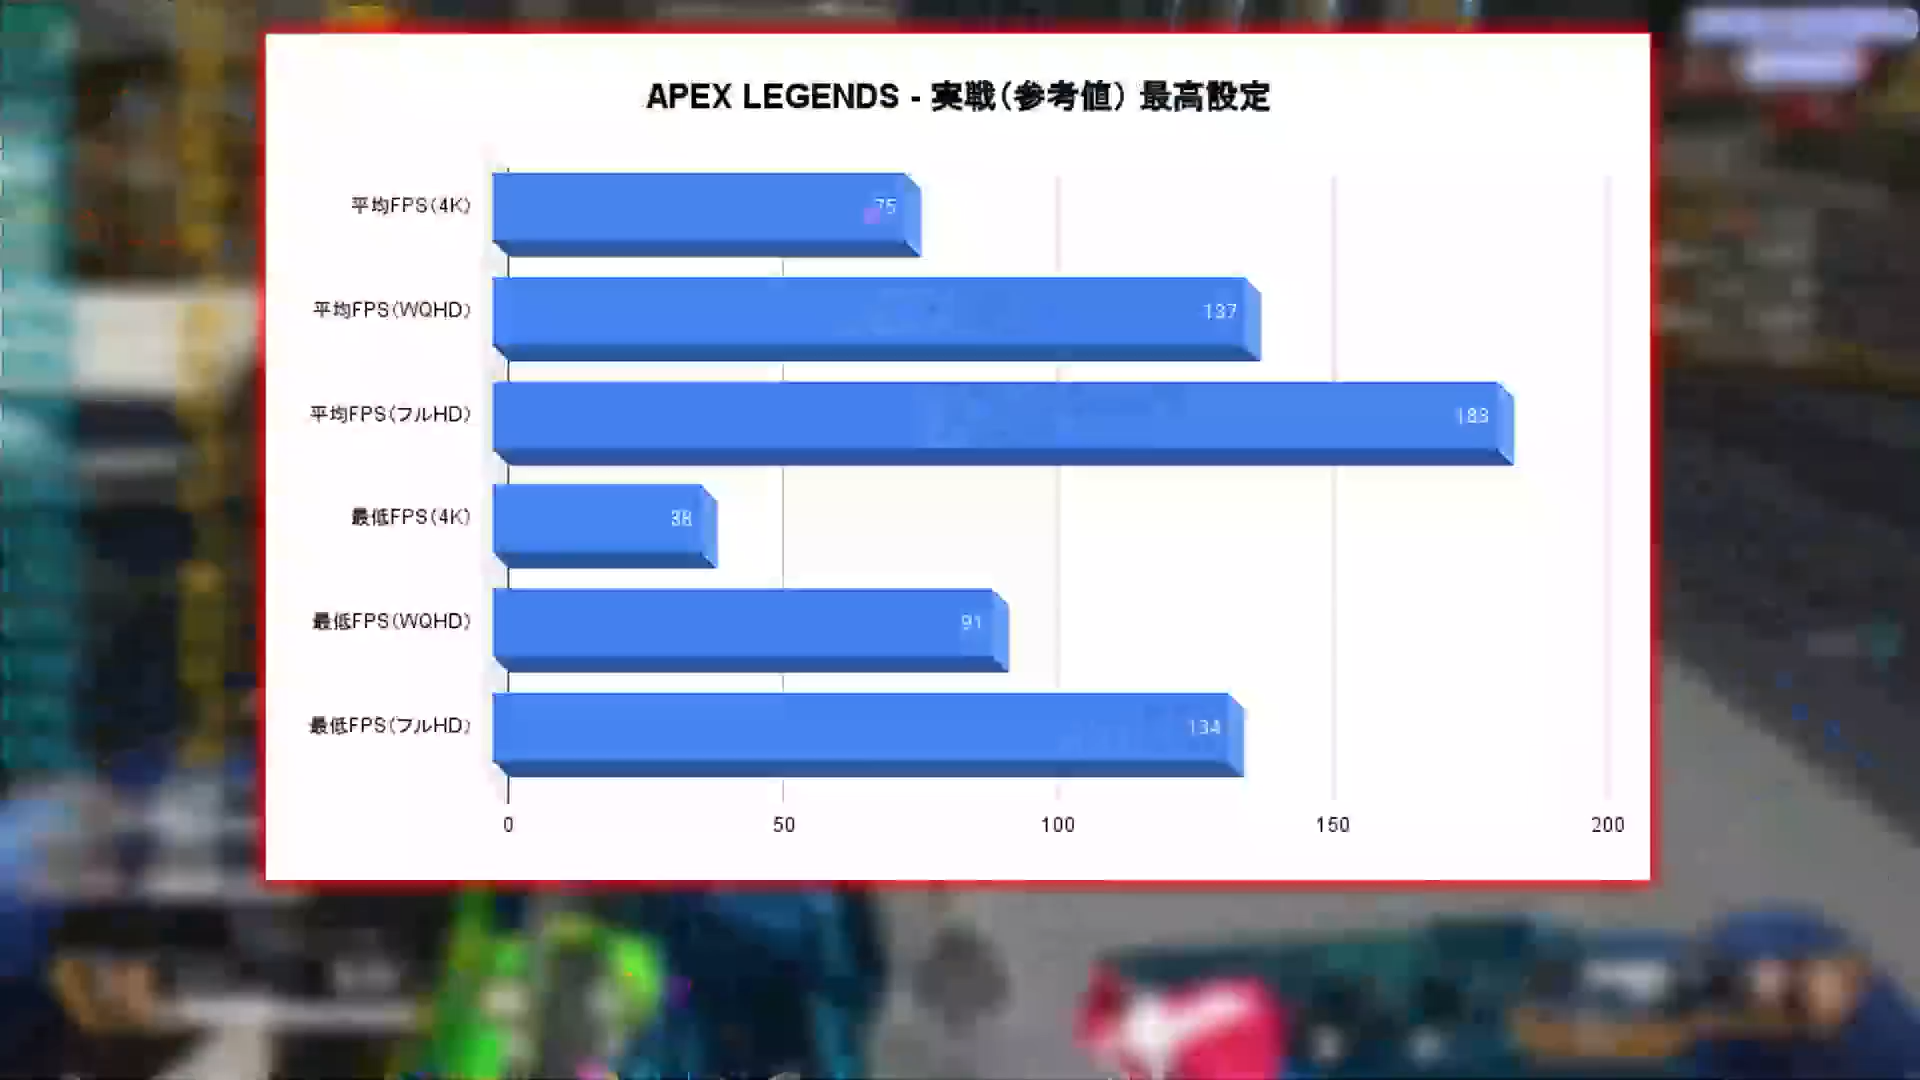 APEX LEGENDS - 実戦（参考値） 最高設定
平均FPS（4K） 75
平均FPS（WQHD） 137
平均FPS（フルHD） 183
最低FPS（4K） 38
最低FPS（WQHD） 91
最低FPS（フルHD） 134
0 50 100 150 200